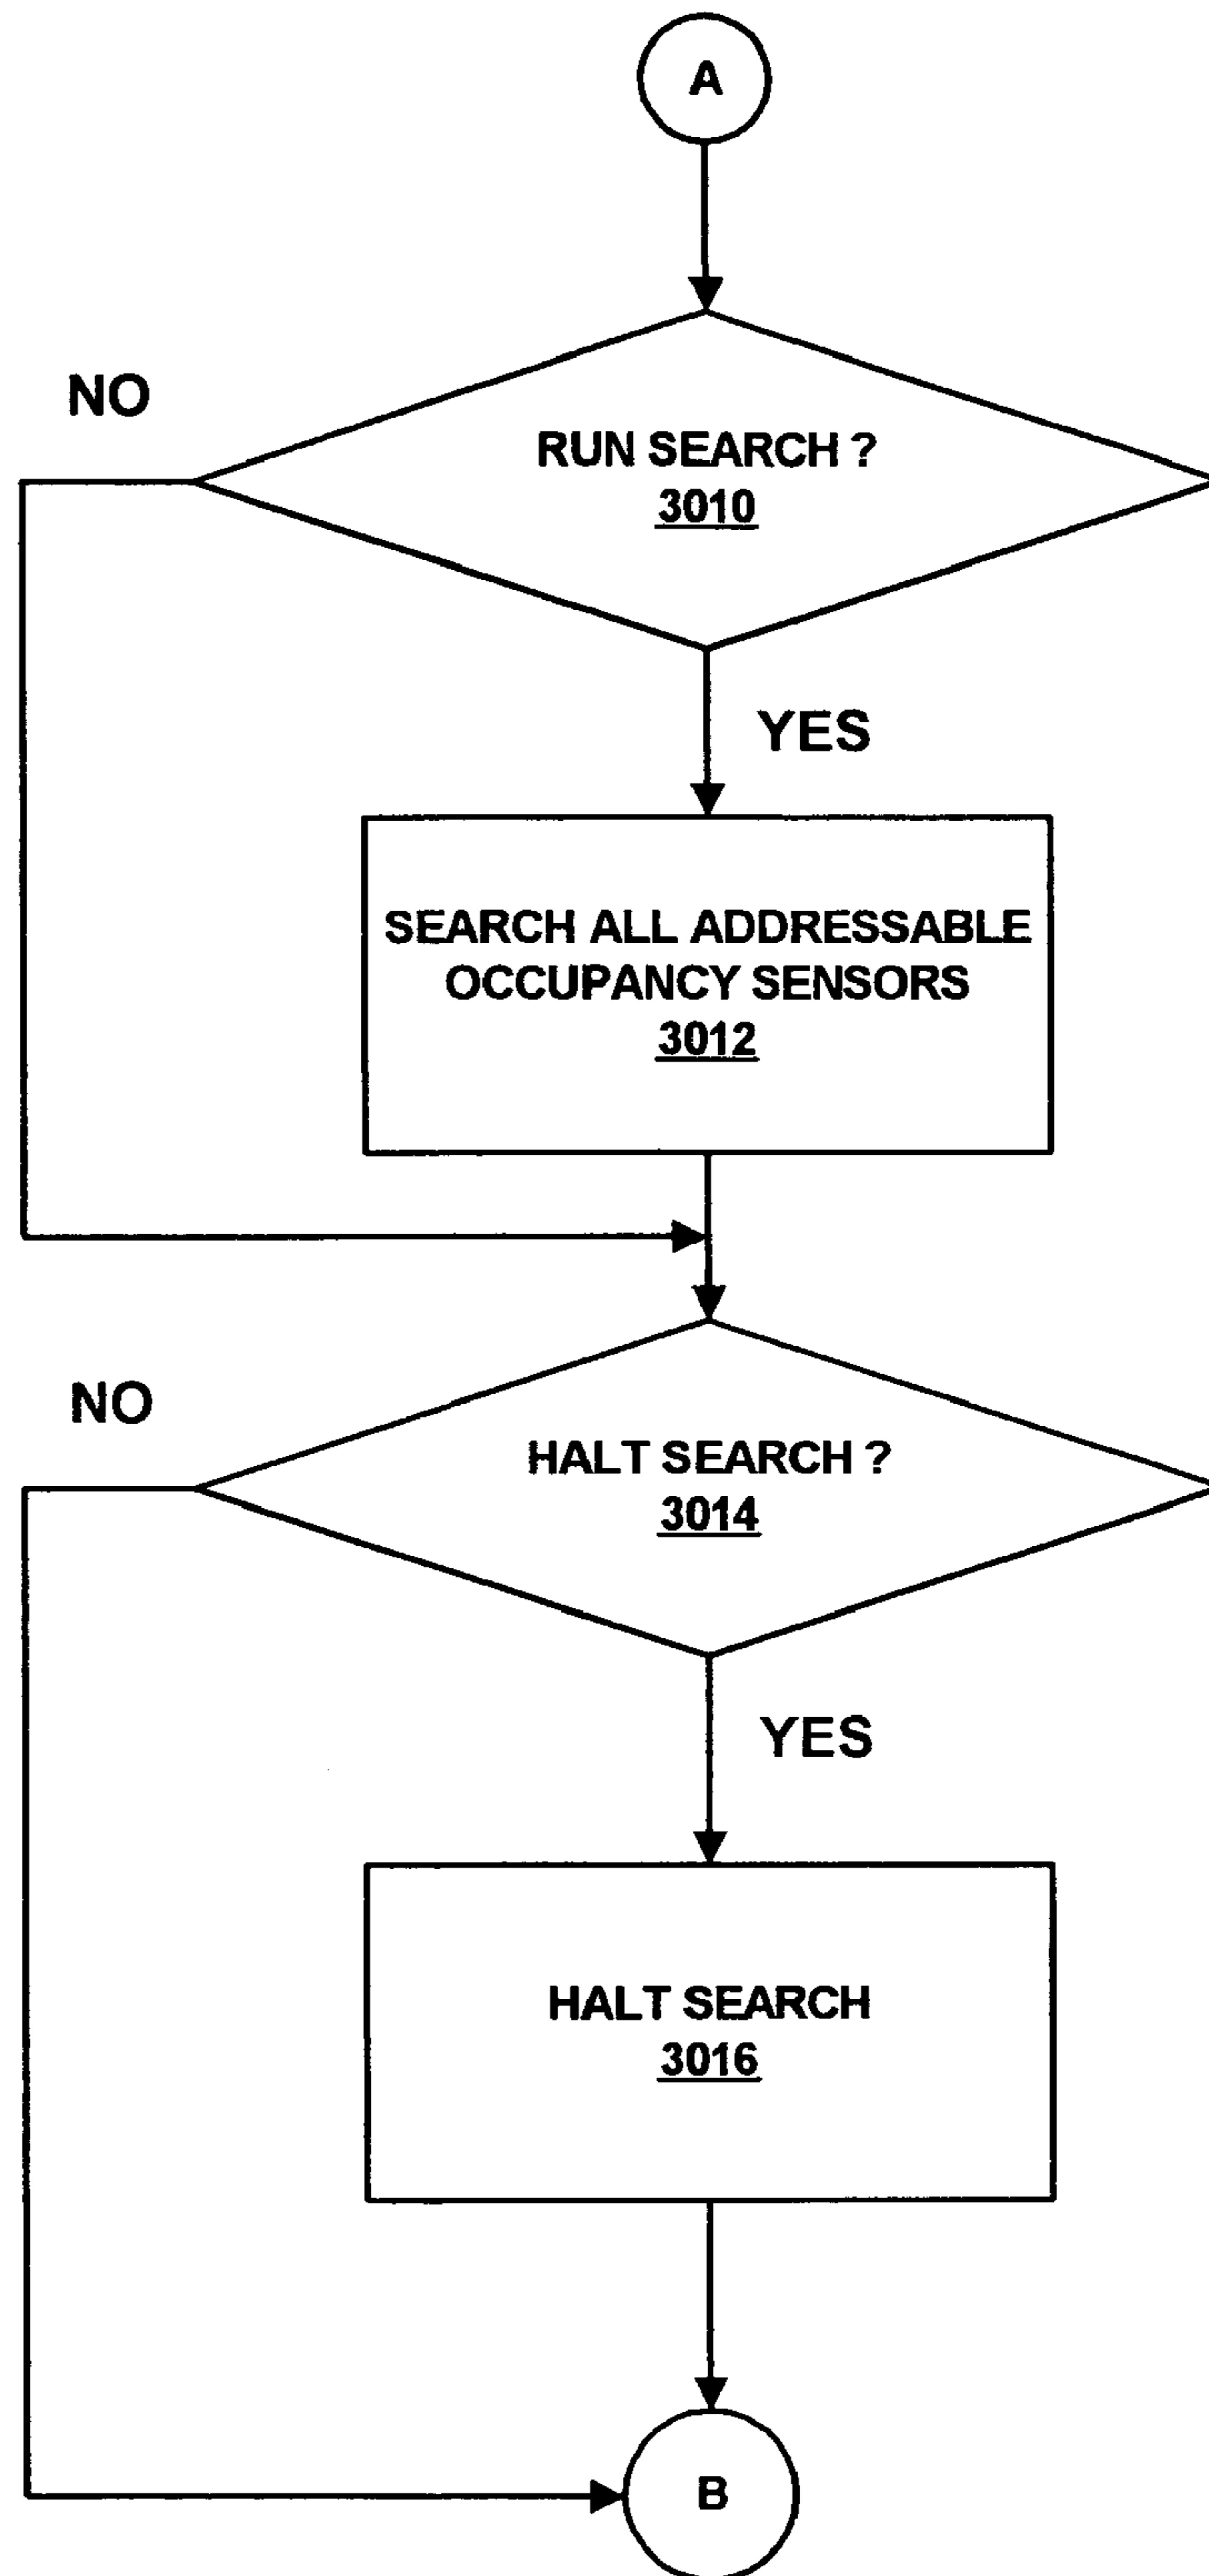 A
NO
RUN SEARCH ?
3010
YES
SEARCH ALL ADDRESSABLE
OCCUPANCY SENSORS
3012
NO
HALT SEARCH ?
3014
YES
HALT SEARCH
3016
B